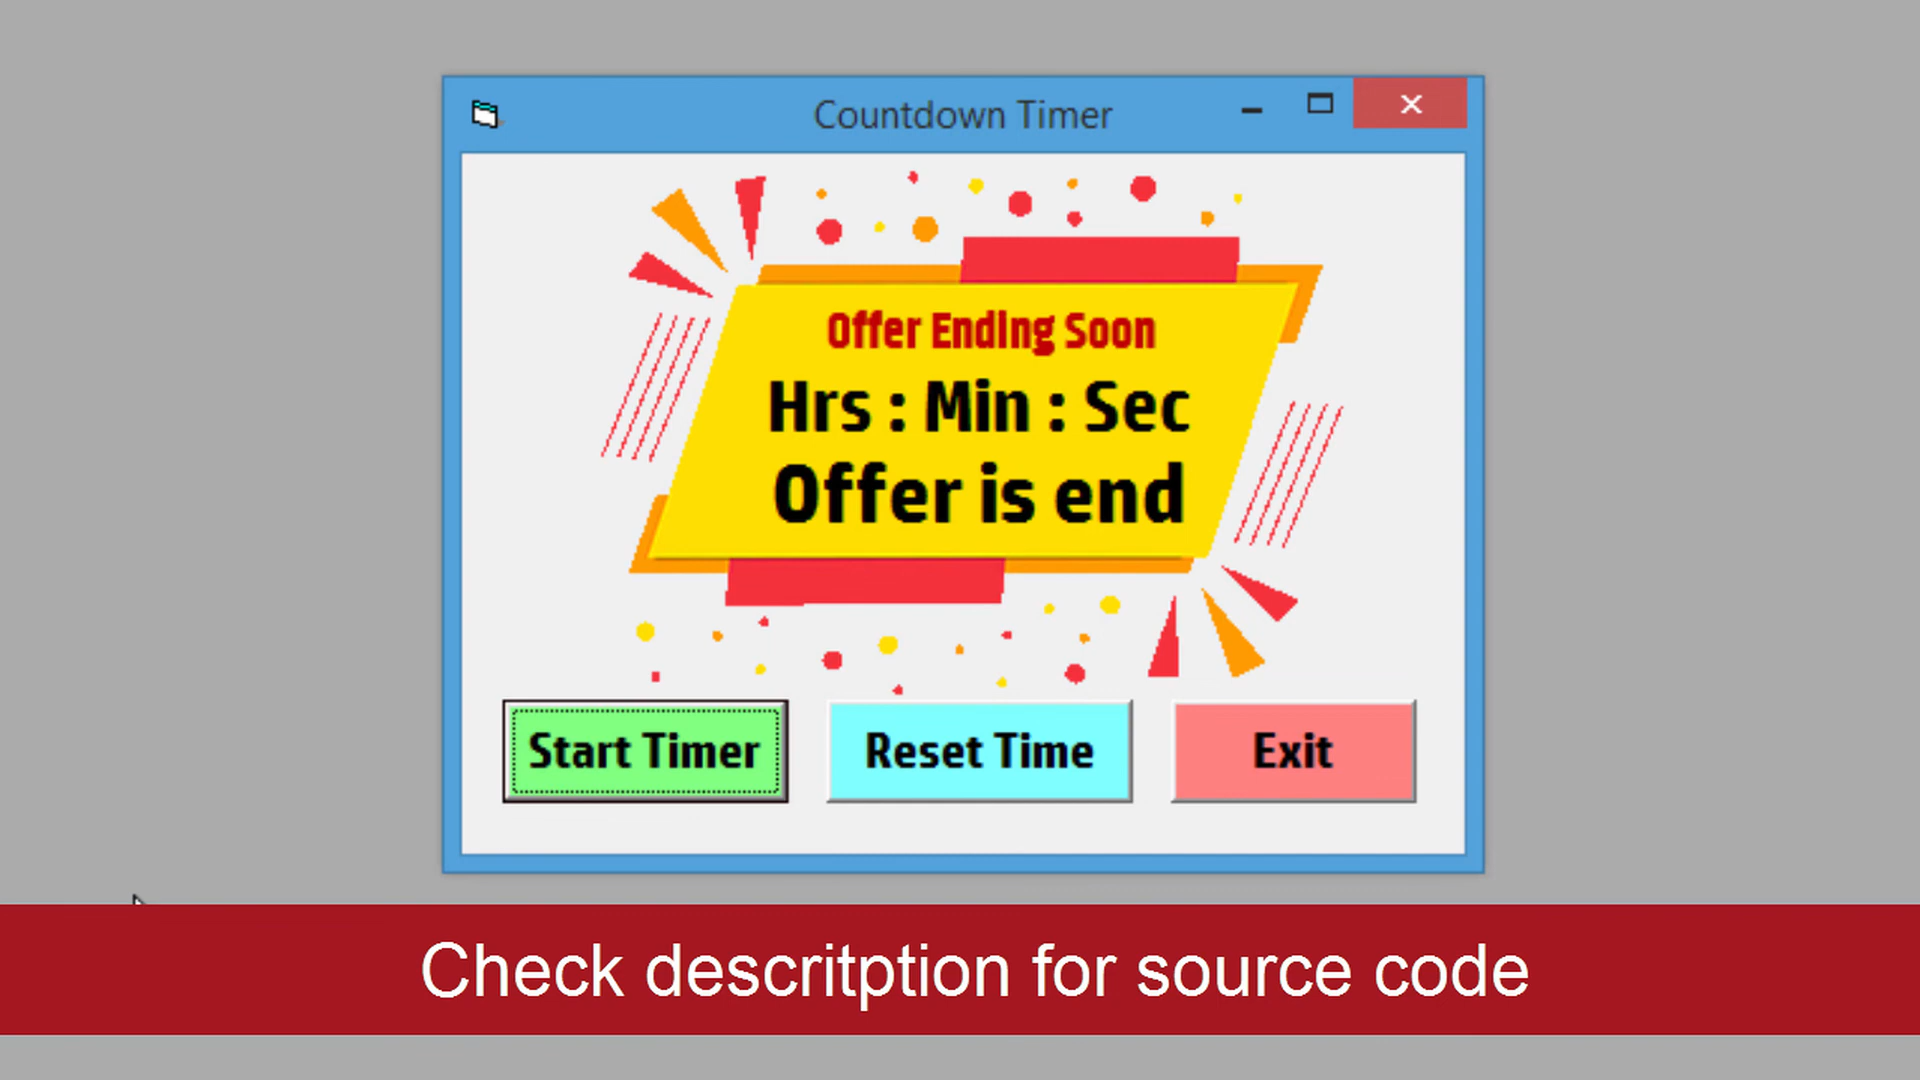 Countdown Timer
Offer Ending Soon
Hrs : Min : Sec
Offer is end
Start Timer
Reset Time
Exit
Check descritption for source code